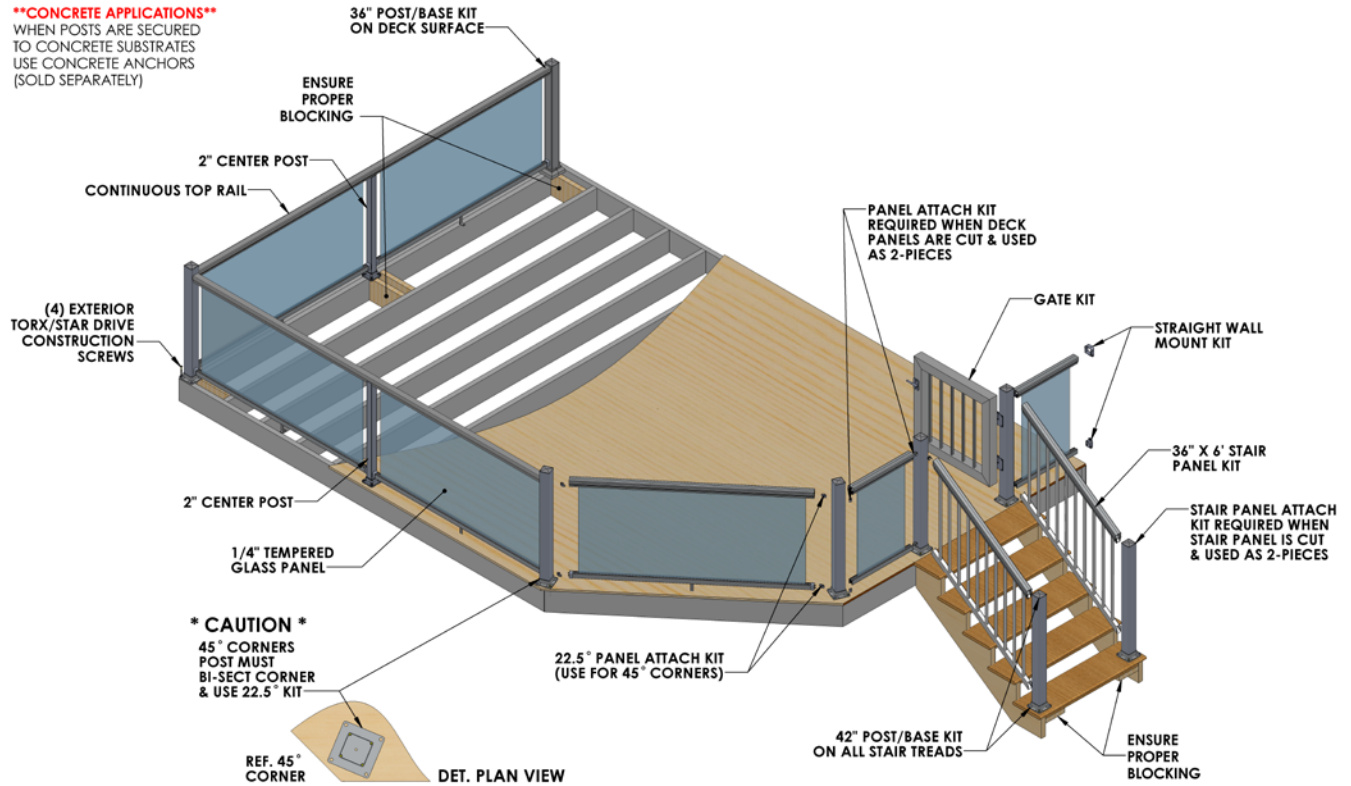 **CONCRETE APPLICATIONS**
WHEN POSTS ARE SECURED
TO CONCRETE SUBSTRATES
USE CONCRETE ANCHORS
(SOLD SEPARATELY)
36" POST/BASE KIT
ON DECK SURFACE
ENSURE
PROPER
BLOCKING
2" CENTER POST
CONTINUOUS TOP RAIL
(4) EXTERIOR
TORX/STAR DRIVE
CONSTRUCTION
SCREWS
PANEL ATTACH KIT
REQUIRED WHEN DECK
PANELS ARE CUT & USED
AS 2-PIECES
GATE KIT
STRAIGHT WALL
MOUNT KIT
36" X 6' STAIR
PANEL KIT
STAIR PANEL ATTACH
KIT REQUIRED WHEN
STAIR PANEL IS CUT
& USED AS 2-PIECES
2" CENTER POST
1/4" TEMPERED
GLASS PANEL
* CAUTION *
45° CORNERS
POST MUST
BI-SECT CORNER
& USE 22.5° KIT
22.5° PANEL ATTACH KIT
(USE FOR 45° CORNERS)
42" POST/BASE KIT
ON ALL STAIR TREADS
ENSURE
PROPER
BLOCKING
REF. 45°
CORNER
DET. PLAN VIEW